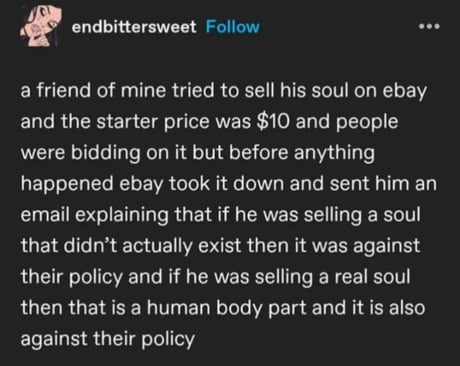 endbittersweet Follow
a friend of mine tried to sell his soul on ebay
and the starter price was $10 and people
were bidding on it but before anything
happened ebay took it down and sent him an
email explaining that if he was selling a soul
that didn’t actually exist then it was against
their policy and if he was selling a real soul
then that is a human body part and it is also
against their policy